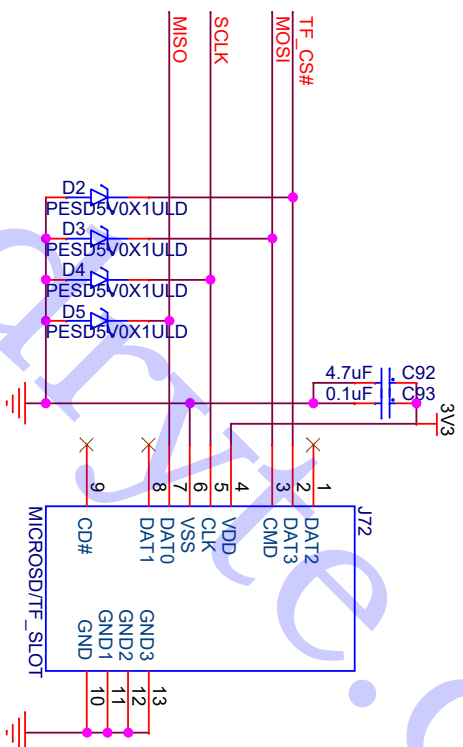 TF_CS#
MOSI
SCLK
MISO
D2
PESD5V0X1ULD
D3
PESD5V0X1ULD
D4
PESD5V0X1ULD
D5
PESD5V0X1ULD
4.7uF C92
0.1uF C93
3V3
J72
1 DAT2
2 DAT3
3 CMD
4 VDD
5 CLK
6 VSS
7 DAT0
8 DAT1
9 CD#
GND3 13
GND2 12
GND1 11
GND 10
MICROSD/TF_SLOT